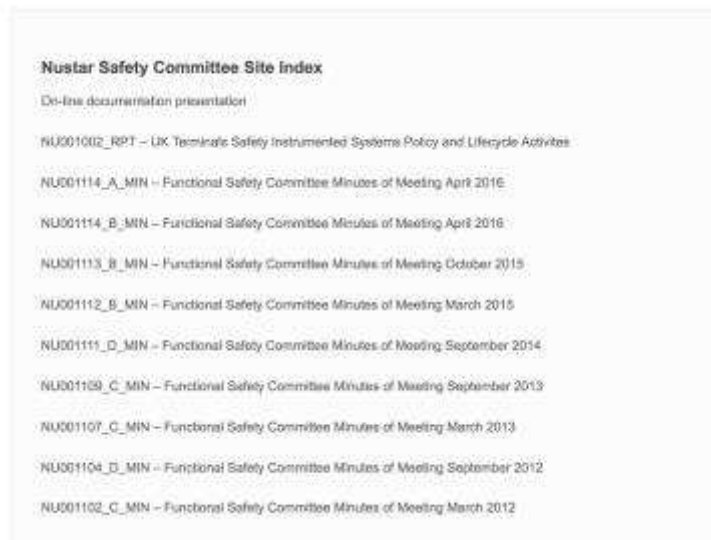 Nustar Safety Committee Site Index
On-line documentation presentation
NU001002_RPT – UK Terminals Safety Instrumented Systems Policy and Lifecycle Activites
NU001114_A_MIN – Functional Safety Committee Minutes of Meeting April 2016
NU001114_B_MIN – Functional Safety Committee Minutes of Meeting April 2016
NU001113_B_MIN – Functional Safety Committee Minutes of Meeting October 2015
NU001112_B_MIN – Functional Safety Committee Minutes of Meeting March 2015
NU001111_D_MIN – Functional Safety Committee Minutes of Meeting September 2014
NU001109_C_MIN – Functional Safety Committee Minutes of Meeting September 2013
NU001107_C_MIN – Functional Safety Committee Minutes of Meeting March 2013
NU001104_D_MIN – Functional Safety Committee Minutes of Meeting September 2012
NU001102_C_MIN – Functional Safety Committee Minutes of Meeting March 2012